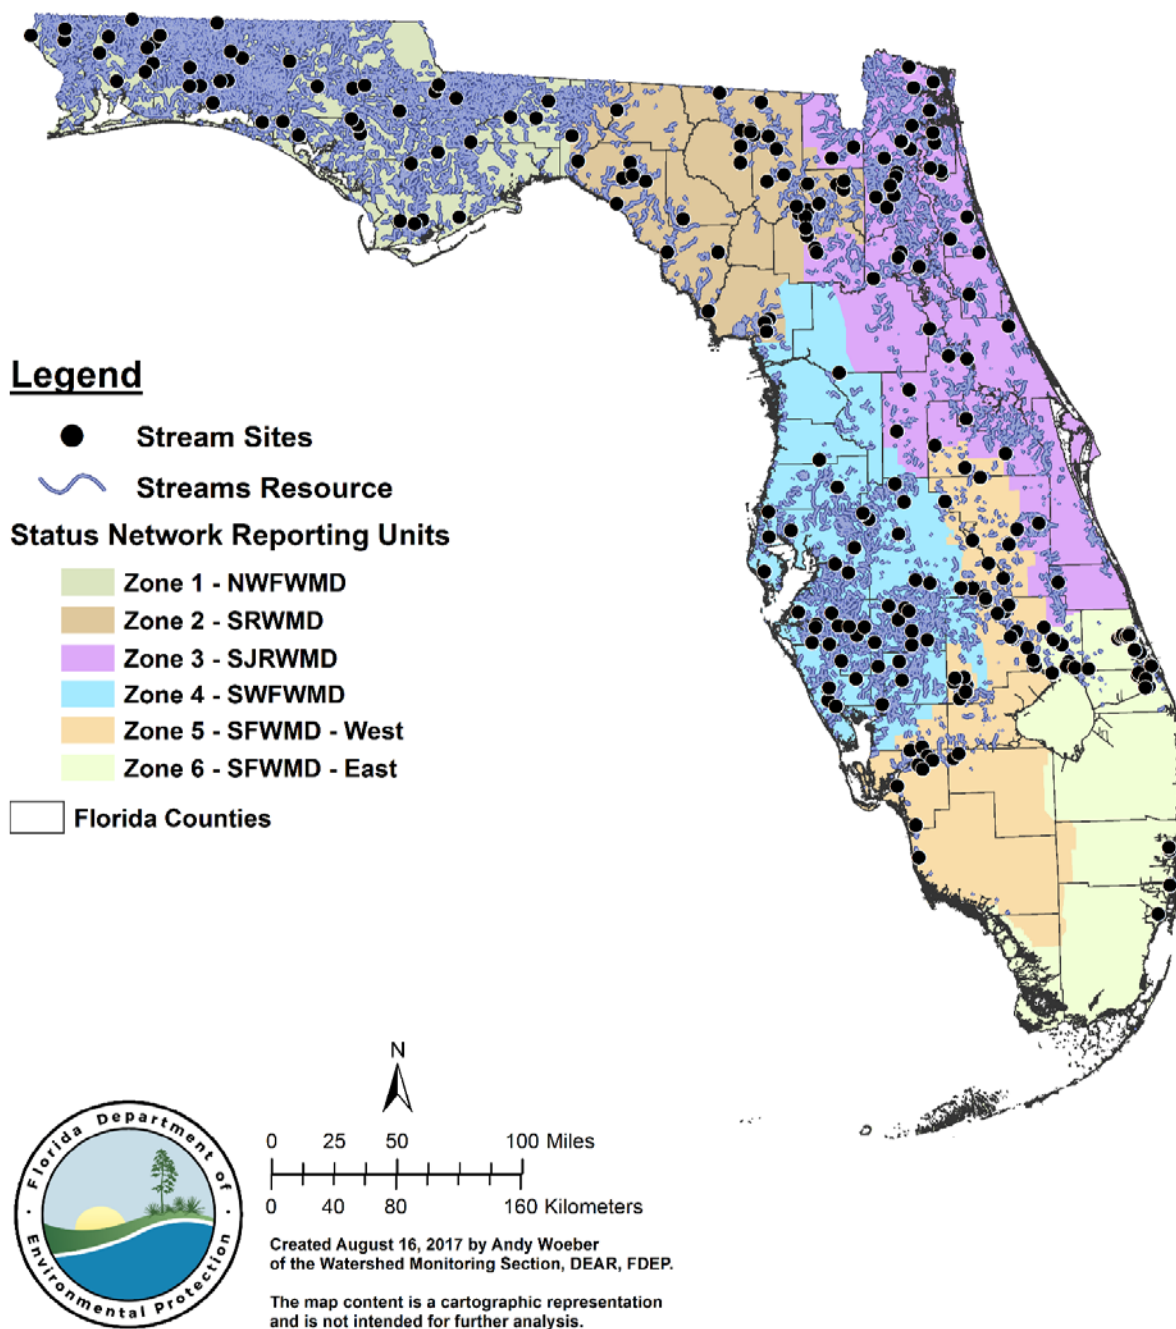 Legend
Stream Sites
Streams Resource
Status Network Reporting Units
Zone 1 - NWFWMD
Zone 2 - SRWMD
Zone 3 - SJRWMD
Zone 4 - SWFWMD
Zone 5 - SFWMD - West
Zone 6 - SFWMD - East
Florida Counties
N
0 25 50 100 Miles
0 40 80 160 Kilometers
Florida Department of
Environmental Protection
Created August 16, 2017 by Andy Woeber
of the Watershed Monitoring Section, DEAR, FDEP.
The map content is a cartographic representation
and is not intended for further analysis.